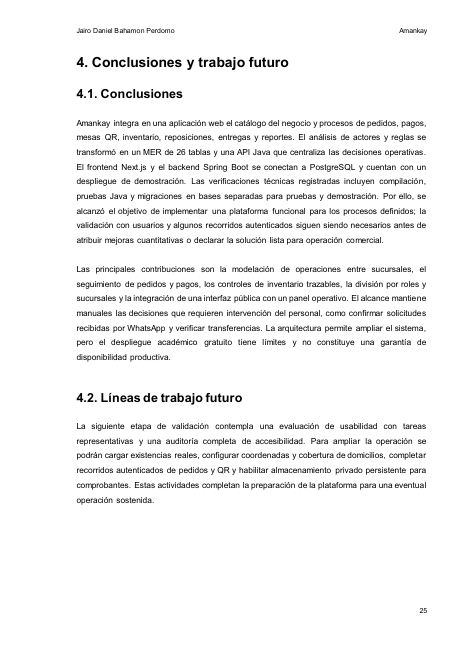 Jairo Daniel Bahamon Perdomo Amankay
4. Conclusiones y trabajo futuro
4.1. Conclusiones
Amankay integra en una aplicación web el catálogo del negocio y procesos de pedidos, pagos,
mesas QR, inventario, reposiciones, entregas y reportes. El análisis de actores y reglas se
transformó en un MER de 26 tablas y una API Java que centraliza las decisiones operativas.
El frontend Next.js y el backend Spring Boot se conectan a PostgreSQL y cuentan con un
despliegue de demostración. Las verificaciones técnicas registradas incluyen compilación,
pruebas Java y migraciones en bases separadas para pruebas y demostración. Por ello, se
alcanzó el objetivo de implementar una plataforma funcional para los procesos definidos; la
validación con usuarios y algunos recorridos autenticados siguen siendo necesarios antes de
atribuir mejoras cuantitativas o declarar la solución lista para operación comercial.
Las principales contribuciones son la modelación de operaciones entre sucursales, el
seguimiento de pedidos y pagos, los controles de inventario trazables, la división por roles y
sucursales y la integración de una interfaz pública con un panel operativo. El alcance mantiene
manuales las decisiones que requieren intervención del personal, como confirmar solicitudes
recibidas por WhatsApp y verificar transferencias. La arquitectura permite ampliar el sistema,
pero el despliegue académico gratuito tiene límites y no constituye una garantía de
disponibilidad productiva.
4.2. Líneas de trabajo futuro
La siguiente etapa de validación contempla una evaluación de usabilidad con tareas
representativas y una auditoría completa de accesibilidad. Para ampliar la operación se
podrán cargar existencias reales, configurar coordenadas y cobertura de domicilios, completar
recorridos autenticados de pedidos y QR y habilitar almacenamiento privado persistente para
comprobantes. Estas actividades completan la preparación de la plataforma para una eventual
operación sostenida.
25